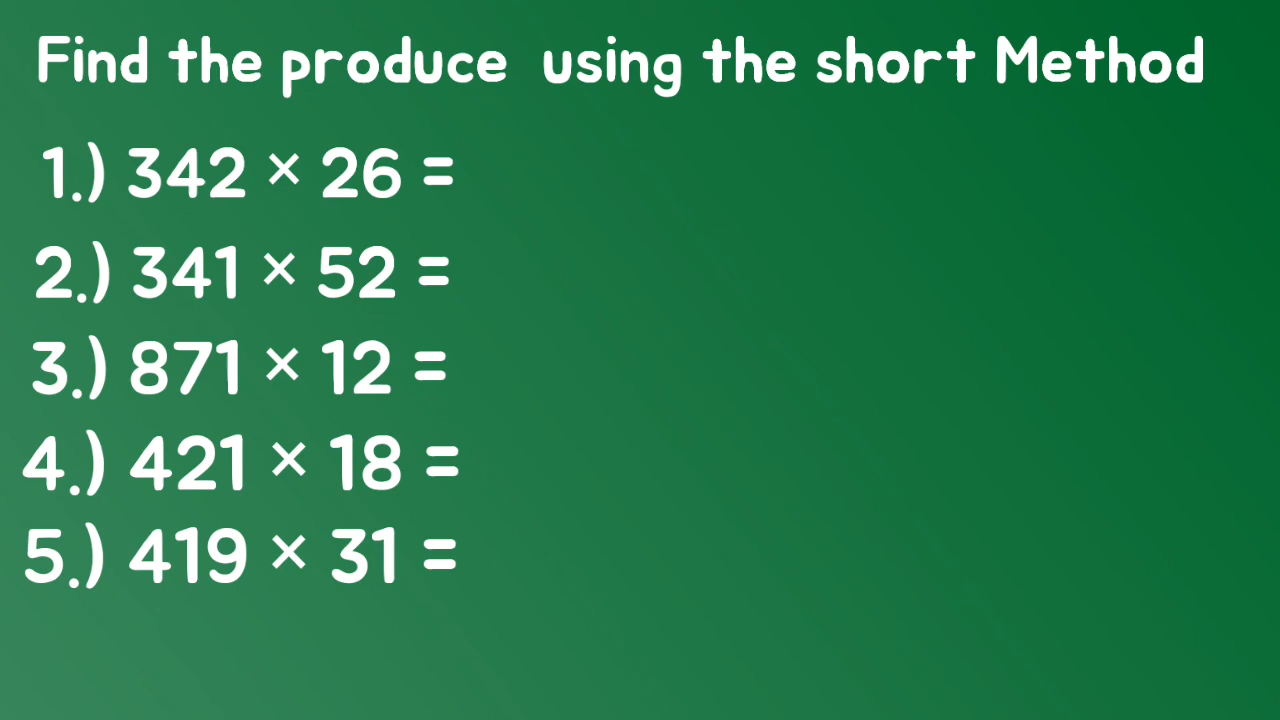 Find the produce using the short Method
1.) 342 × 26 =
2.) 341 × 52 =
3.) 871 × 12 =
4.) 421 × 18 =
5.) 419 × 31 =